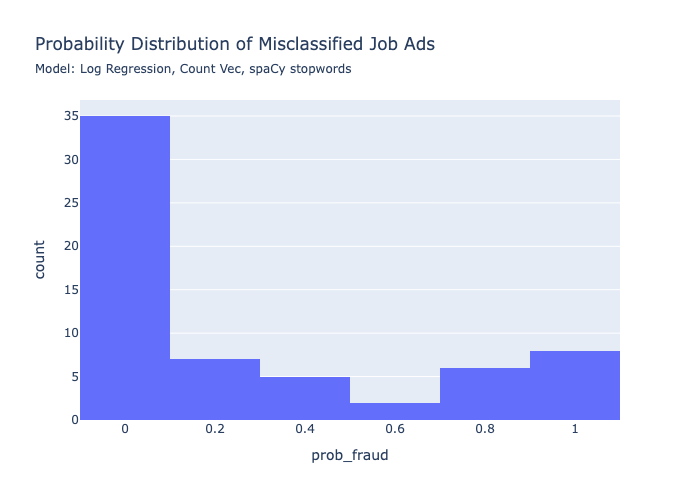 Probability Distribution of Misclassified Job Ads
Model: Log Regression, Count Vec, spaCy stopwords
35
30
25
20
15
10
5
0
count
0 0.2 0.4 0.6 0.8 1
prob_fraud